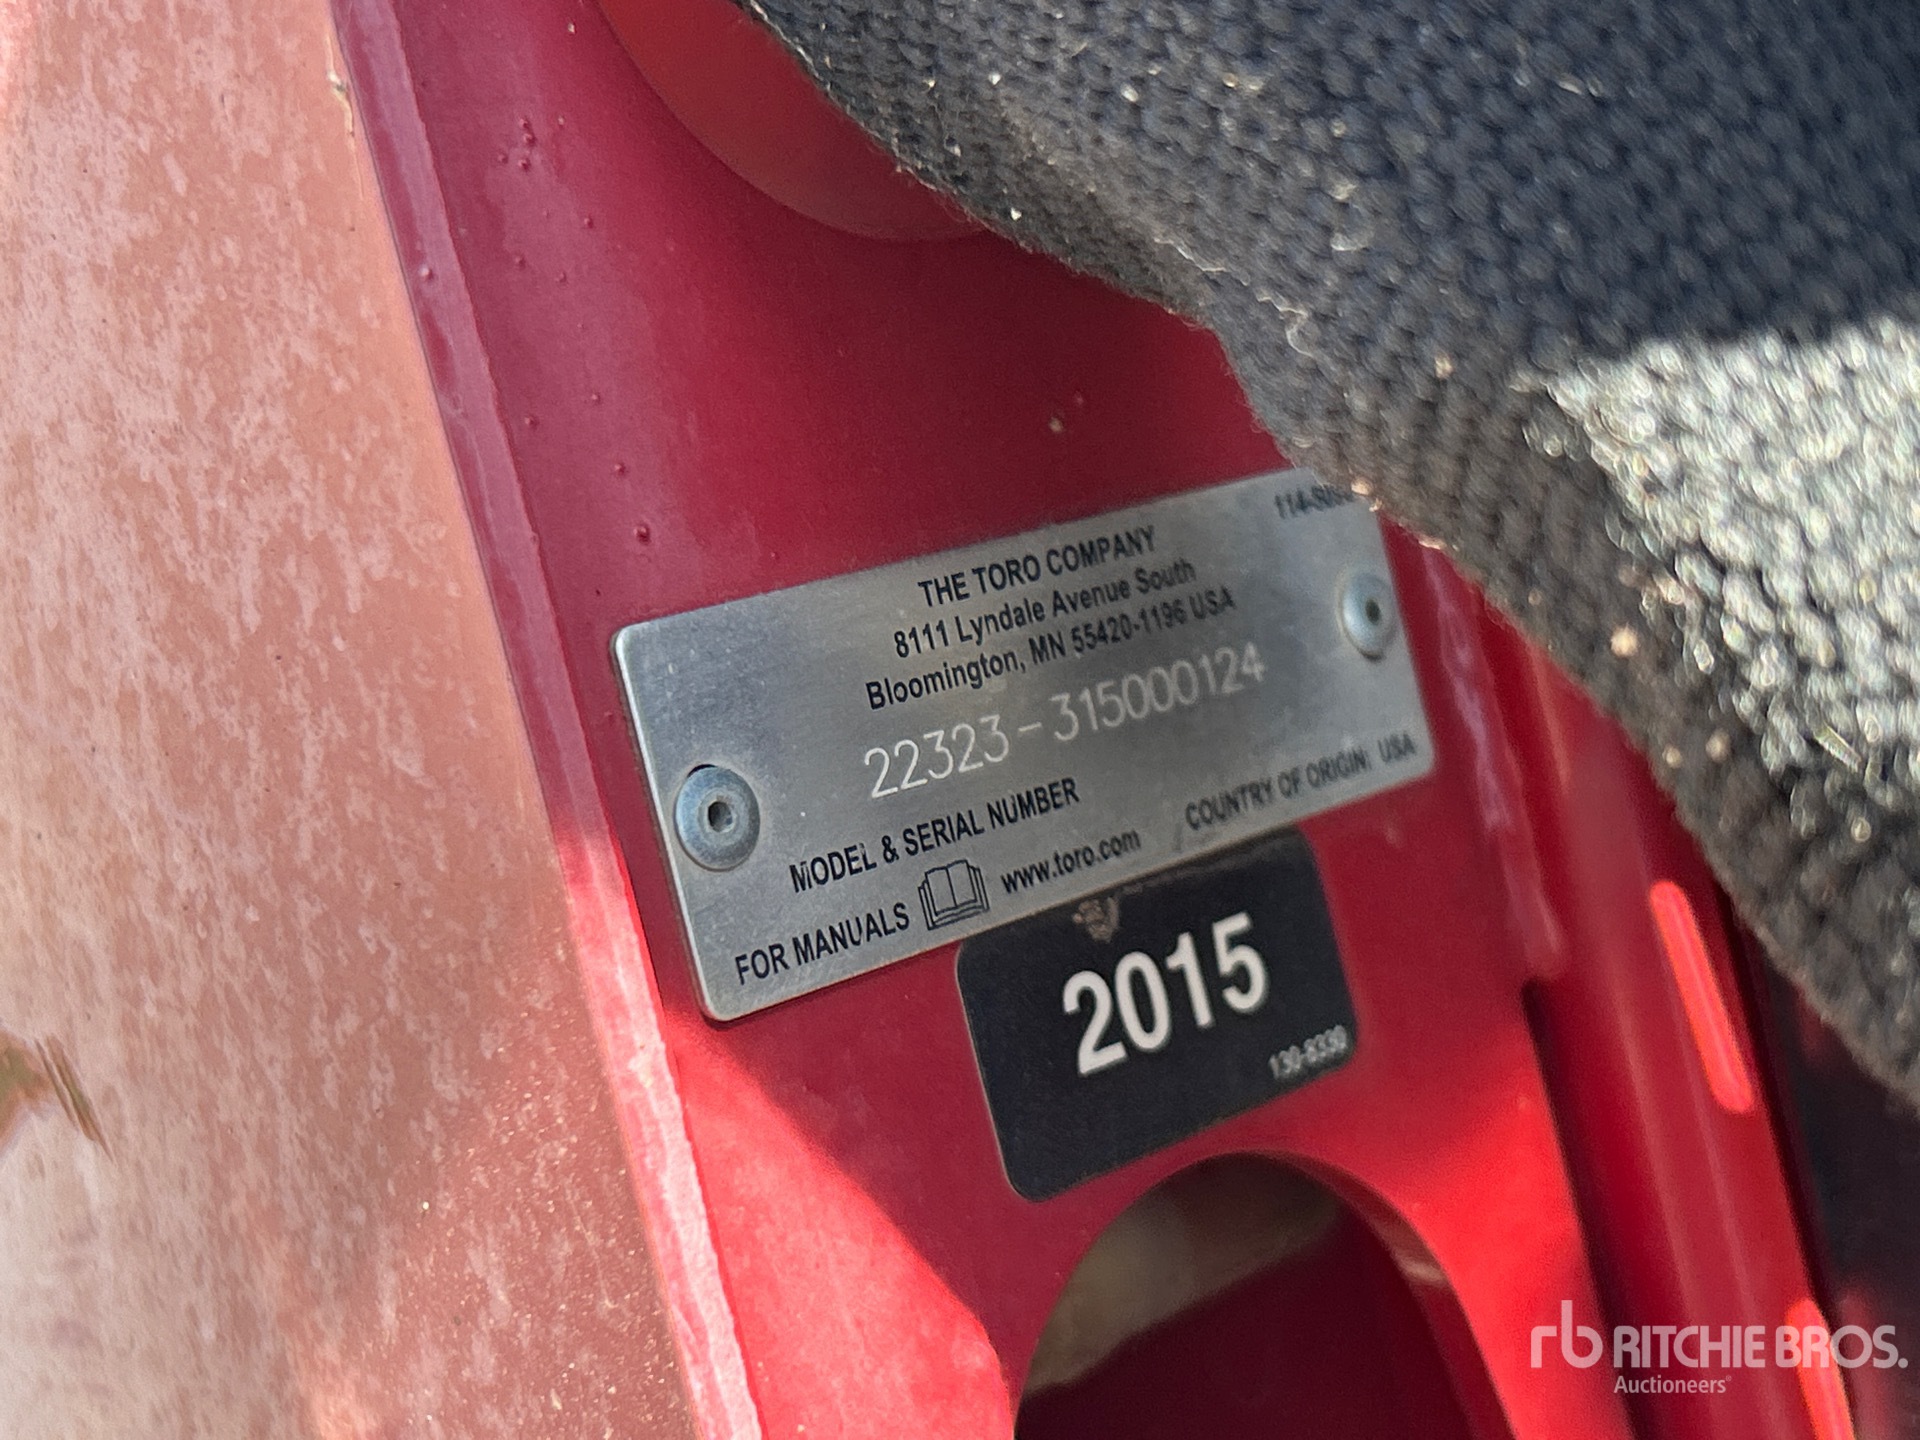 THE TORO COMPANY
8111 Lyndale Avenue South
Bloomington, MN 55420-1196 USA
22323-315000124
MODEL & SERIAL NUMBER
COUNTRY OF ORIGIN: USA
FOR MANUALS www.toro.com
2015
130-8330
rb RITCHIE BROS.
Auctioneers